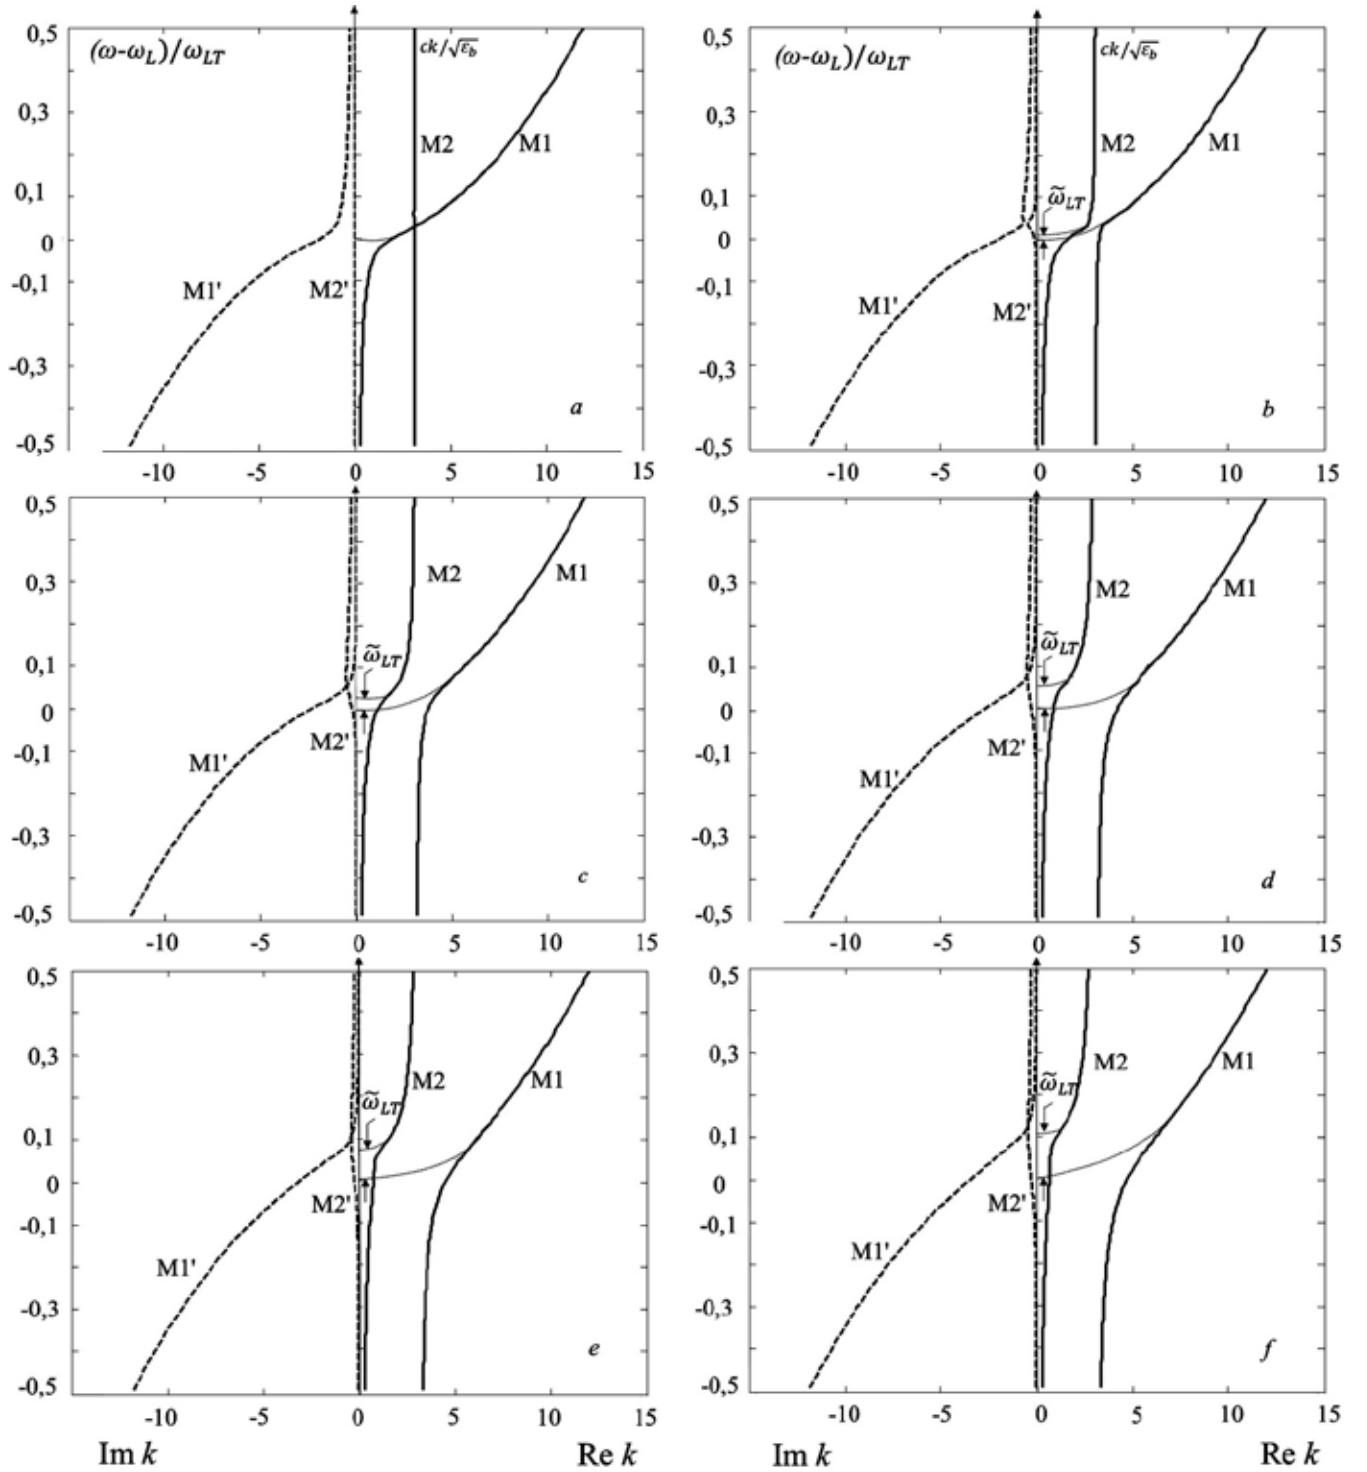 (ω-ω_L)/ω_LT
ck/√ε_b
M2
M1
M1'
M2'
a
0,5
0,3
0,1
0
-0,1
-0,3
-0,5
-10 -5 0 5 10 15
(ω-ω_L)/ω_LT
ck/√ε_b
M2
M1
ω̃_LT
M1'
M2'
b
0,5
0,3
0,1
0
-0,1
-0,3
-0,5
-10 -5 0 5 10 15
M2
M1
ω̃_LT
M2'
M1'
c
0,5
0,3
0,1
0
-0,1
-0,3
-0,5
-10 -5 0 5 10 15
M2
M1
ω̃_LT
M2'
M1'
d
0,5
0,3
0,1
0
-0,1
-0,3
-0,5
-10 -5 0 5 10 15
M2
M1
ω̃_LT
M2'
M1'
e
0,5
0,3
0,1
0
-0,1
-0,3
-0,5
-10 -5 0 5 10 15
Im k Re k
M2
M1
ω̃_LT
M2'
M1'
f
0,5
0,3
0,1
0
-0,1
-0,3
-0,5
-10 -5 0 5 10 15
Im k Re k